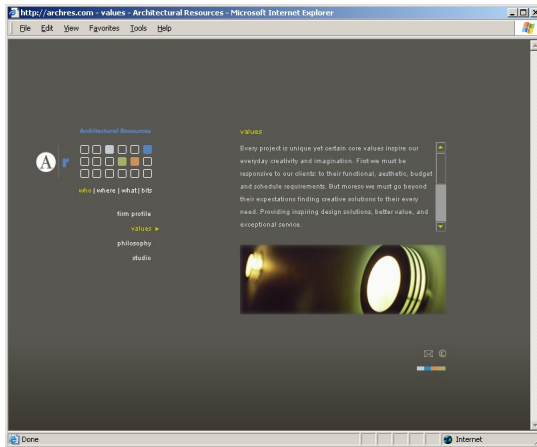 http://archres.com - values - Architectural Resources - Microsoft Internet Explorer
File Edit View Favorites Tools Help
Architectural Resources
A r
who | where | what | bits
firm profile
values
philosophy
studio
values
Every project is unique yet certain core values inspire our
everyday creativity and imagination. First we must be
responsive to our clients: to their functional, aesthetic, budget
and schedule requirements. But moreso we must go beyond
their expectations finding creative solutions to their every
need. Providing inspiring design solutions, better value, and
exceptional service.
©
Done
Internet